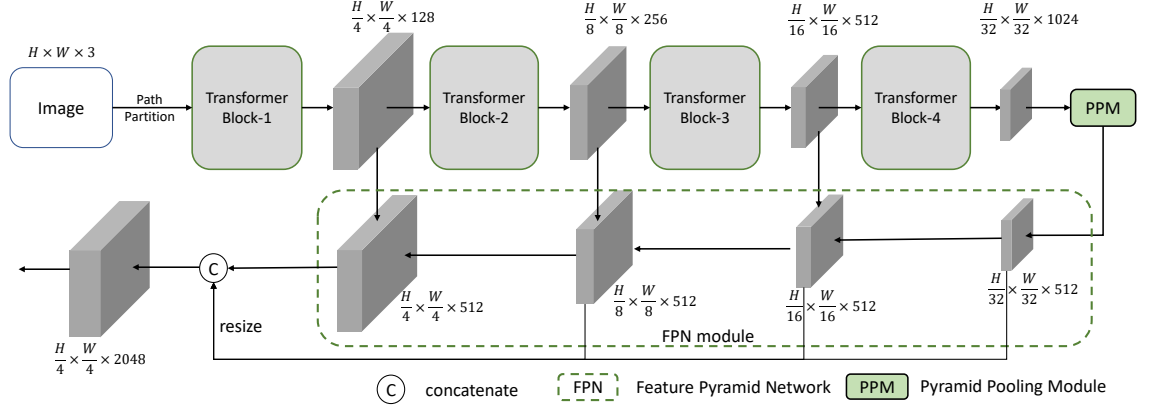 H × W × 3
H/4 × W/4 × 128
H/8 × W/8 × 256
H/16 × W/16 × 512
H/32 × W/32 × 1024
Image
Path
Partition
Transformer
Block-1
Transformer
Block-2
Transformer
Block-3
Transformer
Block-4
PPM
C
H/4 × W/4 × 512
H/8 × W/8 × 512
H/16 × W/16 × 512
H/32 × W/32 × 512
resize
FPN module
H/4 × W/4 × 2048
C concatenate
FPN Feature Pyramid Network
PPM Pyramid Pooling Module